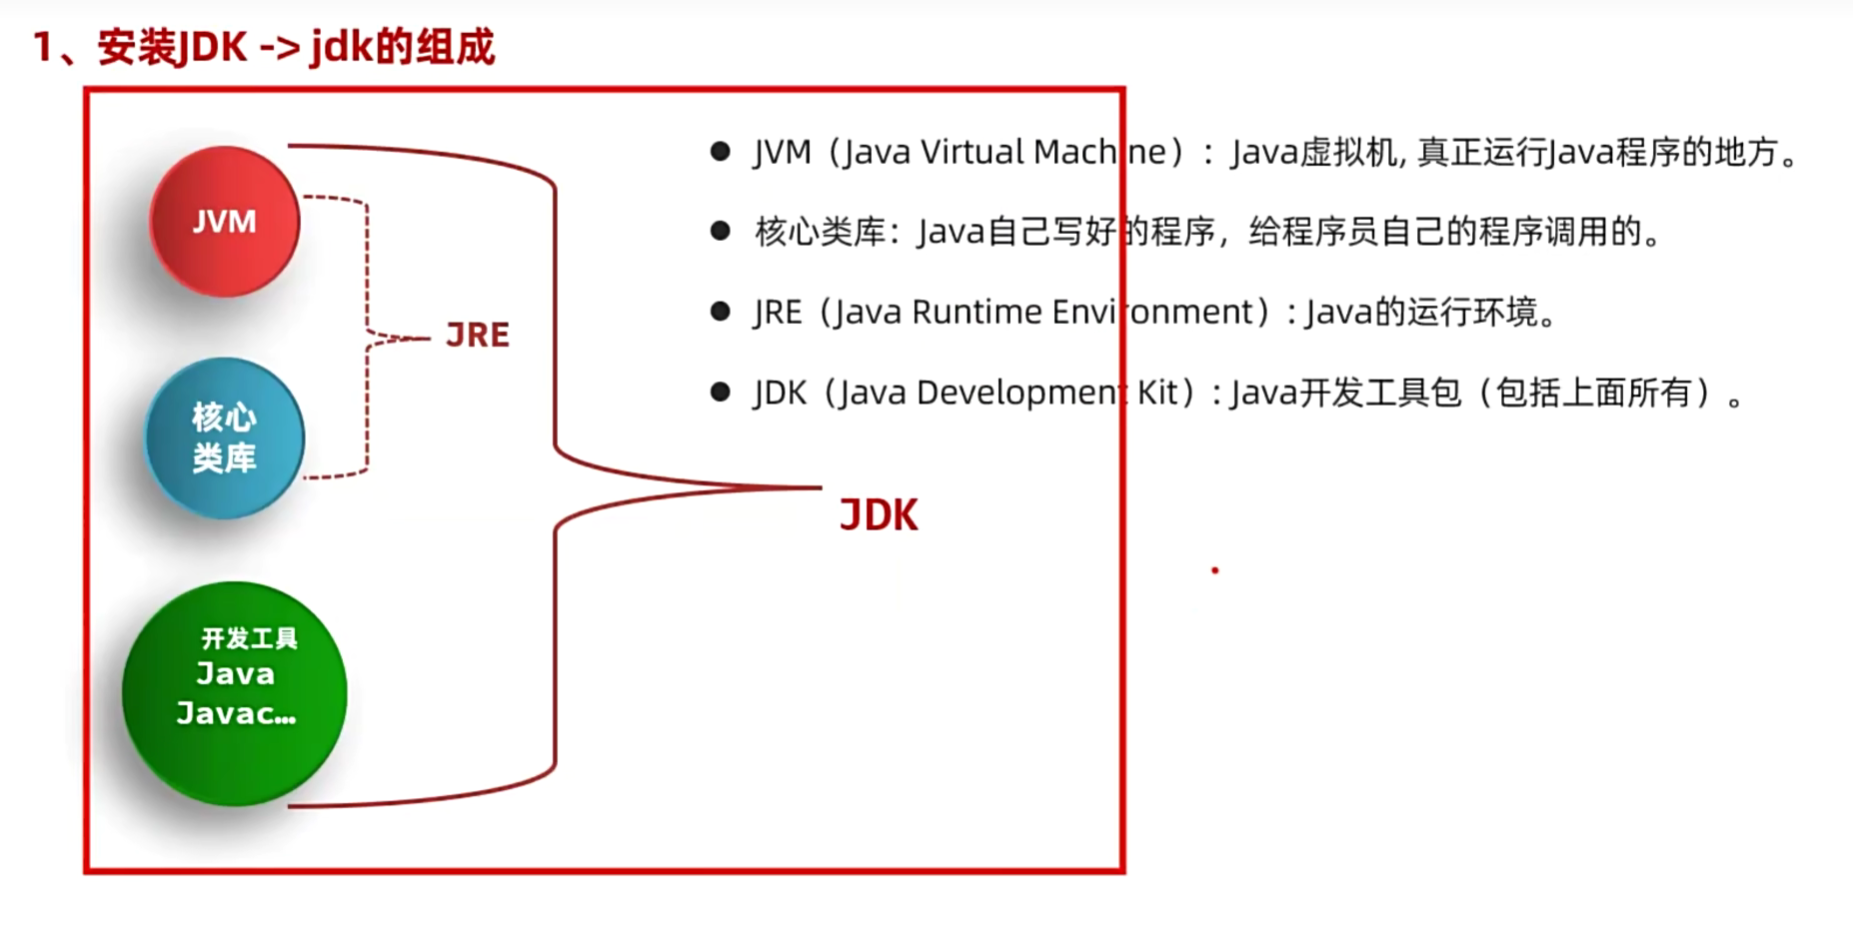 1、安装JDK -> jdk的组成
JVM
核心
类库
开发工具
Java
Javac...
JRE
JDK
● JVM（Java Virtual Machine）：Java虚拟机, 真正运行Java程序的地方。
● 核心类库：Java自己写好的程序，给程序员自己的程序调用的。
● JRE（Java Runtime Environment）: Java的运行环境。
● JDK（Java Development Kit）: Java开发工具包（包括上面所有）。